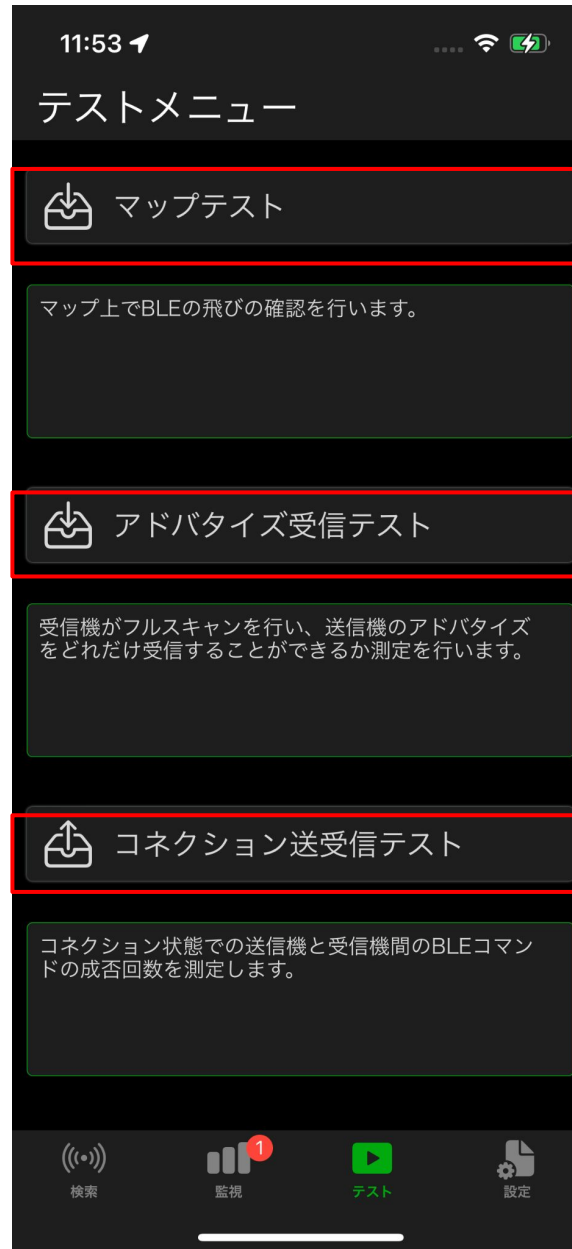 11:53
テストメニュー
マップテスト
マップ上でBLEの飛びの確認を行います。
アドバタイズ受信テスト
受信機がフルスキャンを行い、送信機のアドバタイズ
をどれだけ受信することができるか測定を行います。
コネクション送受信テスト
コネクション状態での送信機と受信機間のBLEコマン
ドの成否回数を測定します。
1
検索
監視
テスト
設定